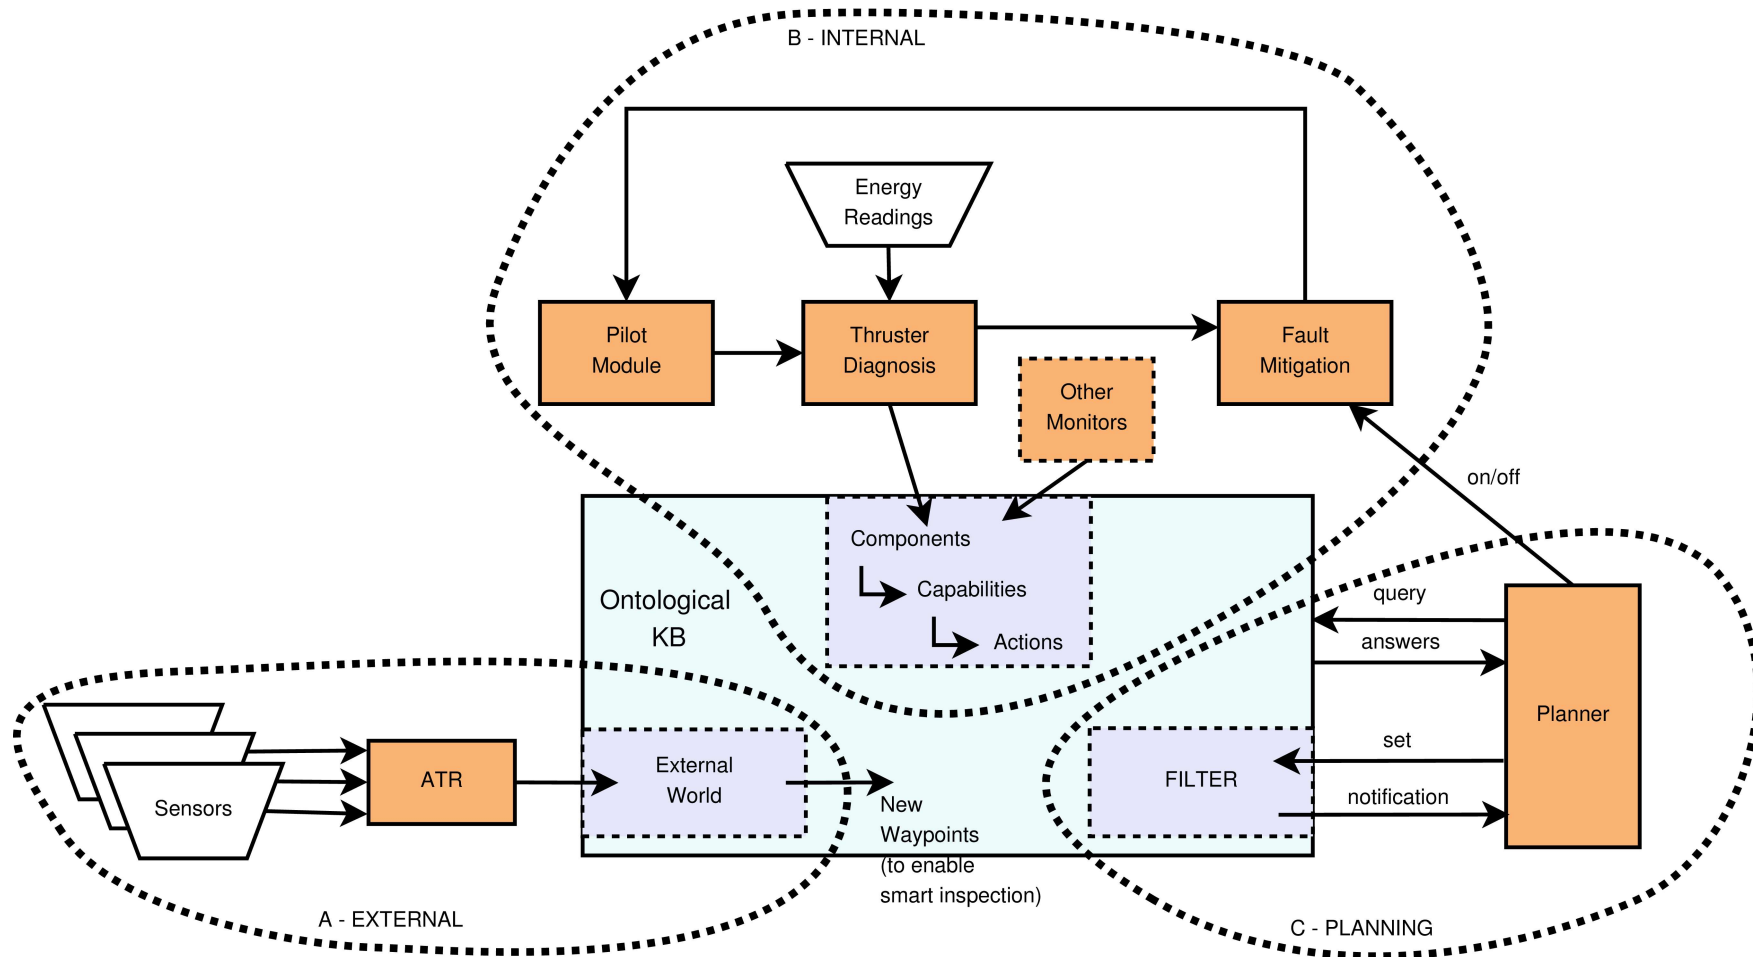 B - INTERNAL
Energy
Readings
Pilot
Module
Thruster
Diagnosis
Fault
Mitigation
Other
Monitors
on/off
Components
Capabilities
Actions
Ontological
KB
query
answers
Planner
set
notification
FILTER
External
World
ATR
Sensors
New
Waypoints
(to enable
smart inspection)
A - EXTERNAL
C - PLANNING